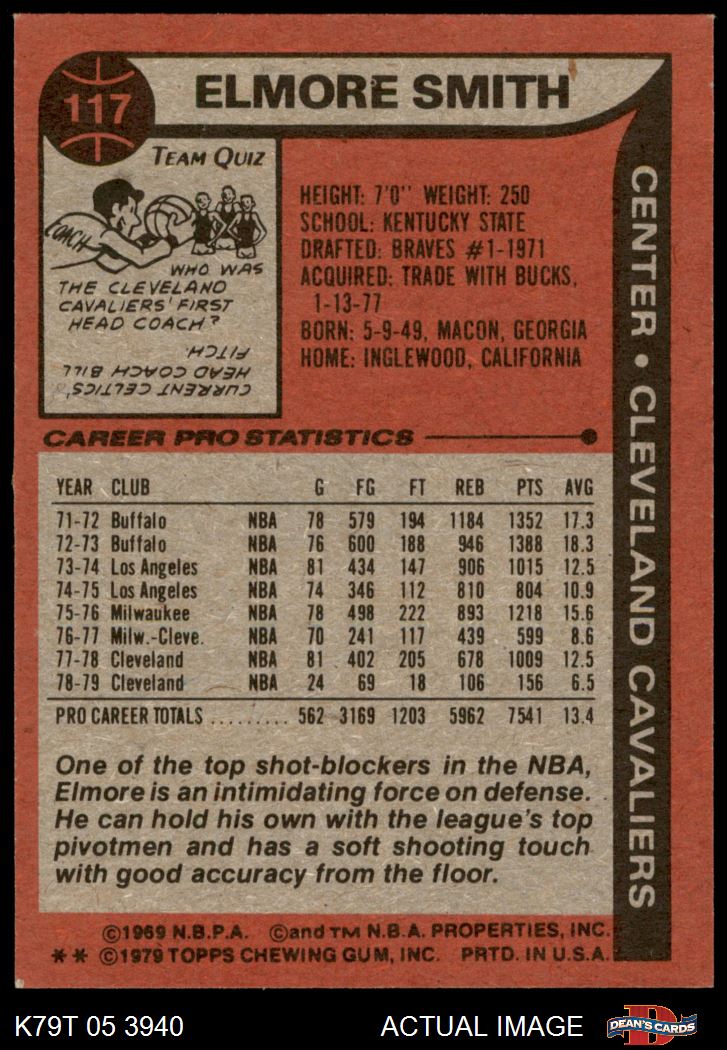 117
ELMORE SMITH
TEAM QUIZ
COACH
WHO WAS
THE CLEVELAND
CAVALIERS' FIRST
HEAD COACH?
CURRENT CELTICS'
HEAD COACH BILL
FITCH.
HEIGHT: 7'0" WEIGHT: 250
SCHOOL: KENTUCKY STATE
DRAFTED: BRAVES #1-1971
ACQUIRED: TRADE WITH BUCKS,
1-13-77
BORN: 5-9-49, MACON, GEORGIA
HOME: INGLEWOOD, CALIFORNIA
CENTER • CLEVELAND CAVALIERS
CAREER PRO STATISTICS
YEAR CLUB G FG FT REB PTS AVG
71-72 Buffalo NBA 78 579 194 1184 1352 17.3
72-73 Buffalo NBA 76 600 188 946 1388 18.3
73-74 Los Angeles NBA 81 434 147 906 1015 12.5
74-75 Los Angeles NBA 74 346 112 810 804 10.9
75-76 Milwaukee NBA 78 498 222 893 1218 15.6
76-77 Milw.-Cleve. NBA 70 241 117 439 599 8.6
77-78 Cleveland NBA 81 402 205 678 1009 12.5
78-79 Cleveland NBA 24 69 18 106 156 6.5
PRO CAREER TOTALS ......... 562 3169 1203 5962 7541 13.4
One of the top shot-blockers in the NBA,
Elmore is an intimidating force on defense.
He can hold his own with the league's top
pivotmen and has a soft shooting touch
with good accuracy from the floor.
©1969 N.B.P.A. ©and TM N.B.A. PROPERTIES, INC.
** ©1979 TOPPS CHEWING GUM, INC. PRTD. IN U.S.A.
K79T 05 3940 ACTUAL IMAGE
D
DEAN'S CARDS